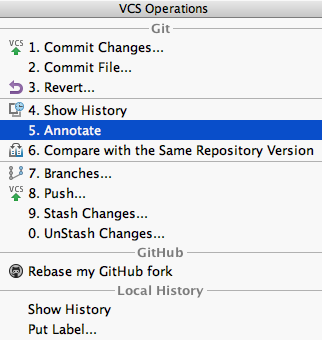 VCS Operations
Git
VCS 1. Commit Changes...
2. Commit File...
3. Revert...
4. Show History
5. Annotate
6. Compare with the Same Repository Version
7. Branches...
VCS 8. Push...
9. Stash Changes...
0. UnStash Changes...
GitHub
Rebase my GitHub fork
Local History
Show History
Put Label...